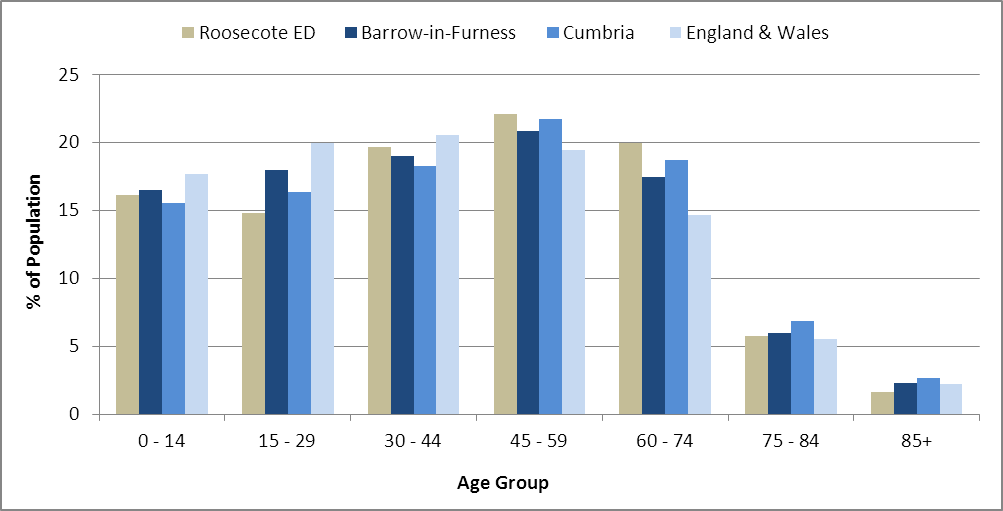 Roosecote ED Barrow-in-Furness Cumbria England & Wales
25
20
15
10
5
0
% of Population
0 - 14 15 - 29 30 - 44 45 - 59 60 - 74 75 - 84 85+
Age Group